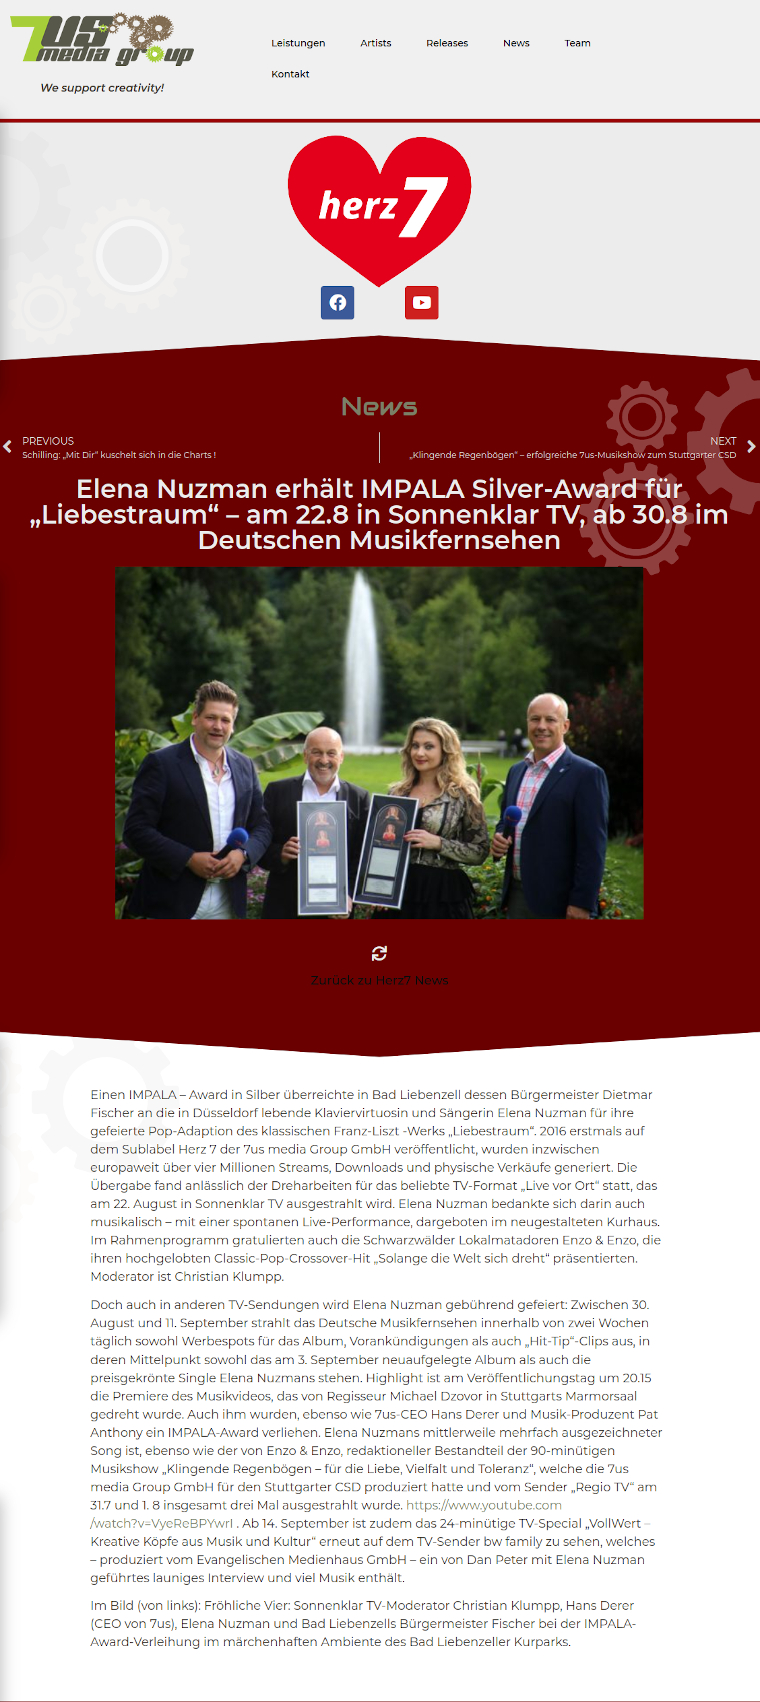 7us media group
We support creativity!
Leistungen Artists Releases News Team
Kontakt
herz 7
News
PREVIOUS
Schilling: „Mit Dir“ kuschelt sich in die Charts !
NEXT
„Klingende Regenbögen“ – erfolgreiche 7us-Musikshow zum Stuttgarter CSD
Elena Nuzman erhält IMPALA Silver-Award für
„Liebestraum“ – am 22.8 in Sonnenklar TV, ab 30.8 im
Deutschen Musikfernsehen
Zurück zu Herz7 News
Einen IMPALA – Award in Silber überreichte in Bad Liebenzell dessen Bürgermeister Dietmar
Fischer an die in Düsseldorf lebende Klaviervirtuosin und Sängerin Elena Nuzman für ihre
gefeierte Pop-Adaption des klassischen Franz-Liszt -Werks „Liebestraum“. 2016 erstmals auf
dem Sublabel Herz 7 der 7us media Group GmbH veröffentlicht, wurden inzwischen
europaweit über vier Millionen Streams, Downloads und physische Verkäufe generiert. Die
Übergabe fand anlässlich der Dreharbeiten für das beliebte TV-Format „Live vor Ort“ statt, das
am 22. August in Sonnenklar TV ausgestrahlt wird. Elena Nuzman bedankte sich darin auch
musikalisch – mit einer spontanen Live-Performance, dargeboten im neugestalteten Kurhaus.
Im Rahmenprogramm gratulierten auch die Schwarzwälder Lokalmatadoren Enzo & Enzo, die
ihren hochgelobten Classic-Pop-Crossover-Hit „Solange die Welt sich dreht“ präsentierten.
Moderator ist Christian Klumpp.
Doch auch in anderen TV-Sendungen wird Elena Nuzman gebührend gefeiert: Zwischen 30.
August und 11. September strahlt das Deutsche Musikfernsehen innerhalb von zwei Wochen
täglich sowohl Werbespots für das Album, Vorankündigungen als auch „Hit-Tip“-Clips aus, in
deren Mittelpunkt sowohl das am 3. September neuaufgelegte Album als auch die
preisgekrönte Single Elena Nuzmans stehen. Highlight ist am Veröffentlichungstag um 20.15
die Premiere des Musikvideos, das von Regisseur Michael Dzovor in Stuttgarts Marmorsaal
gedreht wurde. Auch ihm wurden, ebenso wie 7us-CEO Hans Derer und Musik-Produzent Pat
Anthony ein IMPALA-Award verliehen. Elena Nuzmans mittlerweile mehrfach ausgezeichneter
Song ist, ebenso wie der von Enzo & Enzo, redaktioneller Bestandteil der 90-minütigen
Musikshow „Klingende Regenbögen – für die Liebe, Vielfalt und Toleranz“, welche die 7us
media Group GmbH für den Stuttgarter CSD produziert hatte und vom Sender „Regio TV“ am
31.7 und 1. 8 insgesamt drei Mal ausgestrahlt wurde. https://www.youtube.com
/watch?v=VyeReBPYwrI . Ab 14. September ist zudem das 24-minütige TV-Special „VollWert –
Kreative Köpfe aus Musik und Kultur“ erneut auf dem TV-Sender bw family zu sehen, welches
– produziert vom Evangelischen Medienhaus GmbH – ein von Dan Peter mit Elena Nuzman
geführtes launiges Interview und viel Musik enthält.
Im Bild (von links): Fröhliche Vier: Sonnenklar TV-Moderator Christian Klumpp, Hans Derer
(CEO von 7us), Elena Nuzman und Bad Liebenzells Bürgermeister Fischer bei der IMPALA-
Award-Verleihung im märchenhaften Ambiente des Bad Liebenzeller Kurparks.